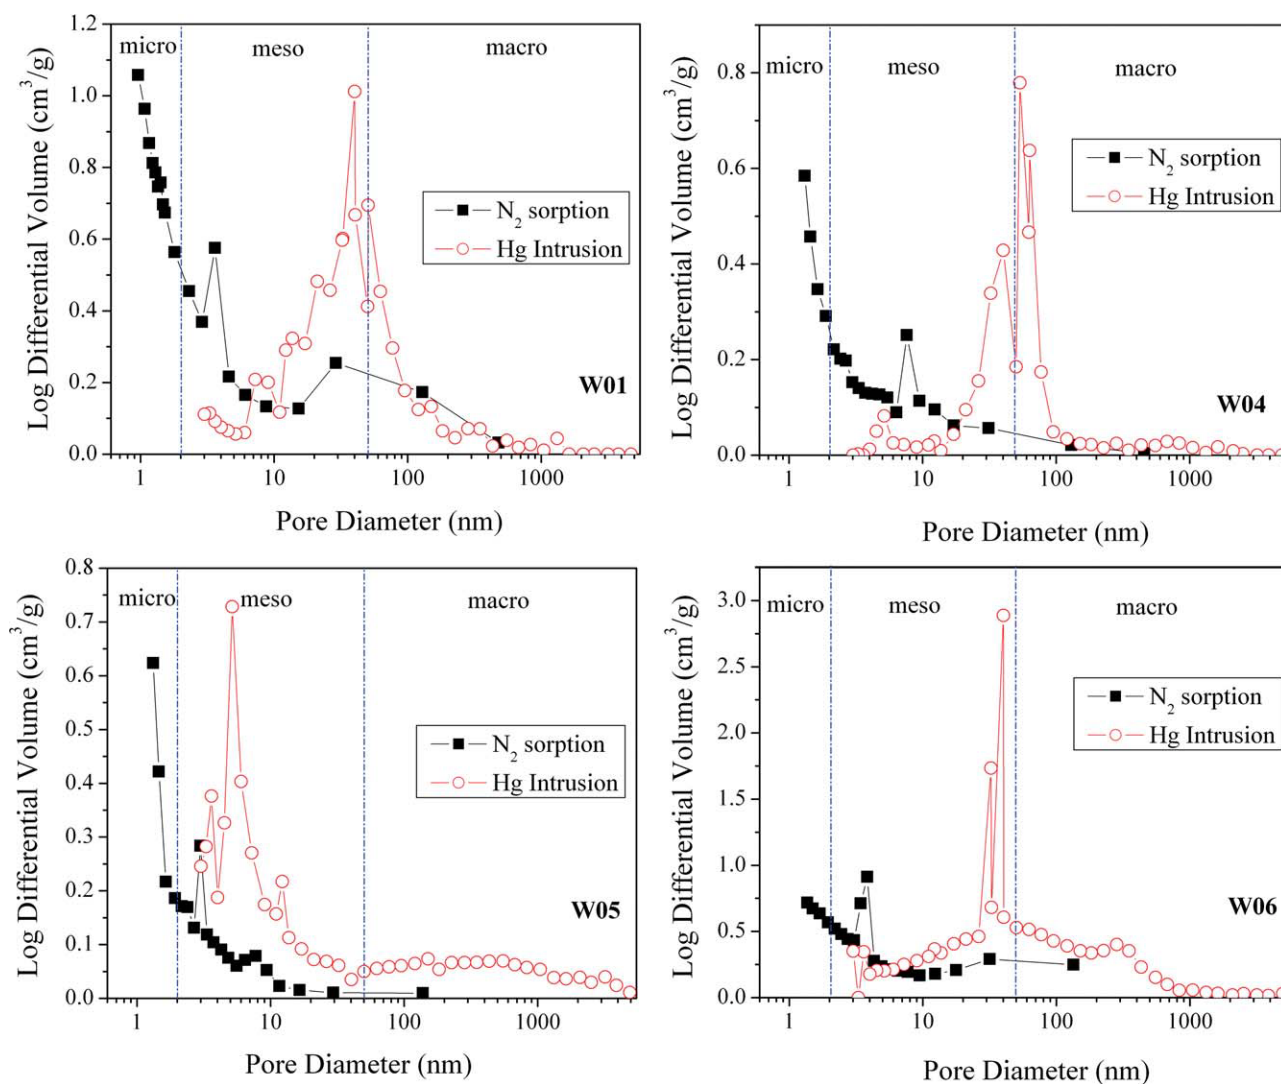 1.2
1.0
0.8
0.6
0.4
0.2
0.0
Log Differential Volume (cm³/g)
micro meso macro
N₂ sorption
Hg Intrusion
W01
1 10 100 1000
Pore Diameter (nm)
0.8
0.6
0.4
0.2
0.0
Log Differential Volume (cm³/g)
micro meso macro
N₂ sorption
Hg Intrusion
W04
1 10 100 1000
Pore Diameter (nm)
0.8
0.7
0.6
0.5
0.4
0.3
0.2
0.1
0.0
Log Differential Volume (cm³/g)
micro meso macro
N₂ sorption
Hg Intrusion
W05
1 10 100 1000
Pore Diameter (nm)
3.0
2.5
2.0
1.5
1.0
0.5
0.0
Log Differential Volume (cm³/g)
micro meso macro
N₂ sorption
Hg Intrusion
W06
1 10 100 1000
Pore Diameter (nm)